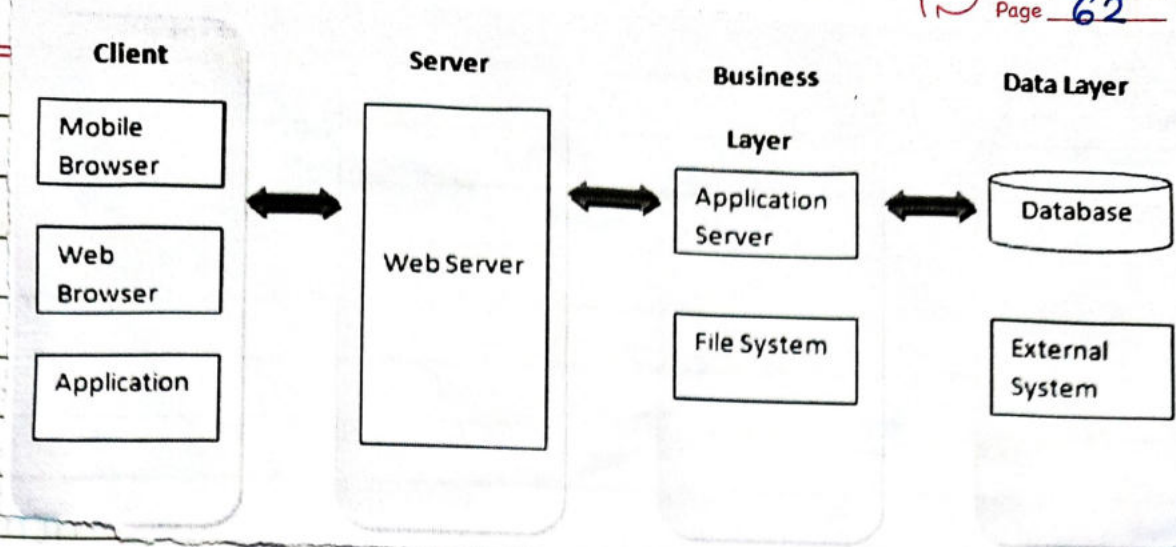 Page 62
Client
Mobile
Browser
Web
Browser
Application
Server
Web Server
Business
Layer
Application
Server
File System
Data Layer
Database
External
System